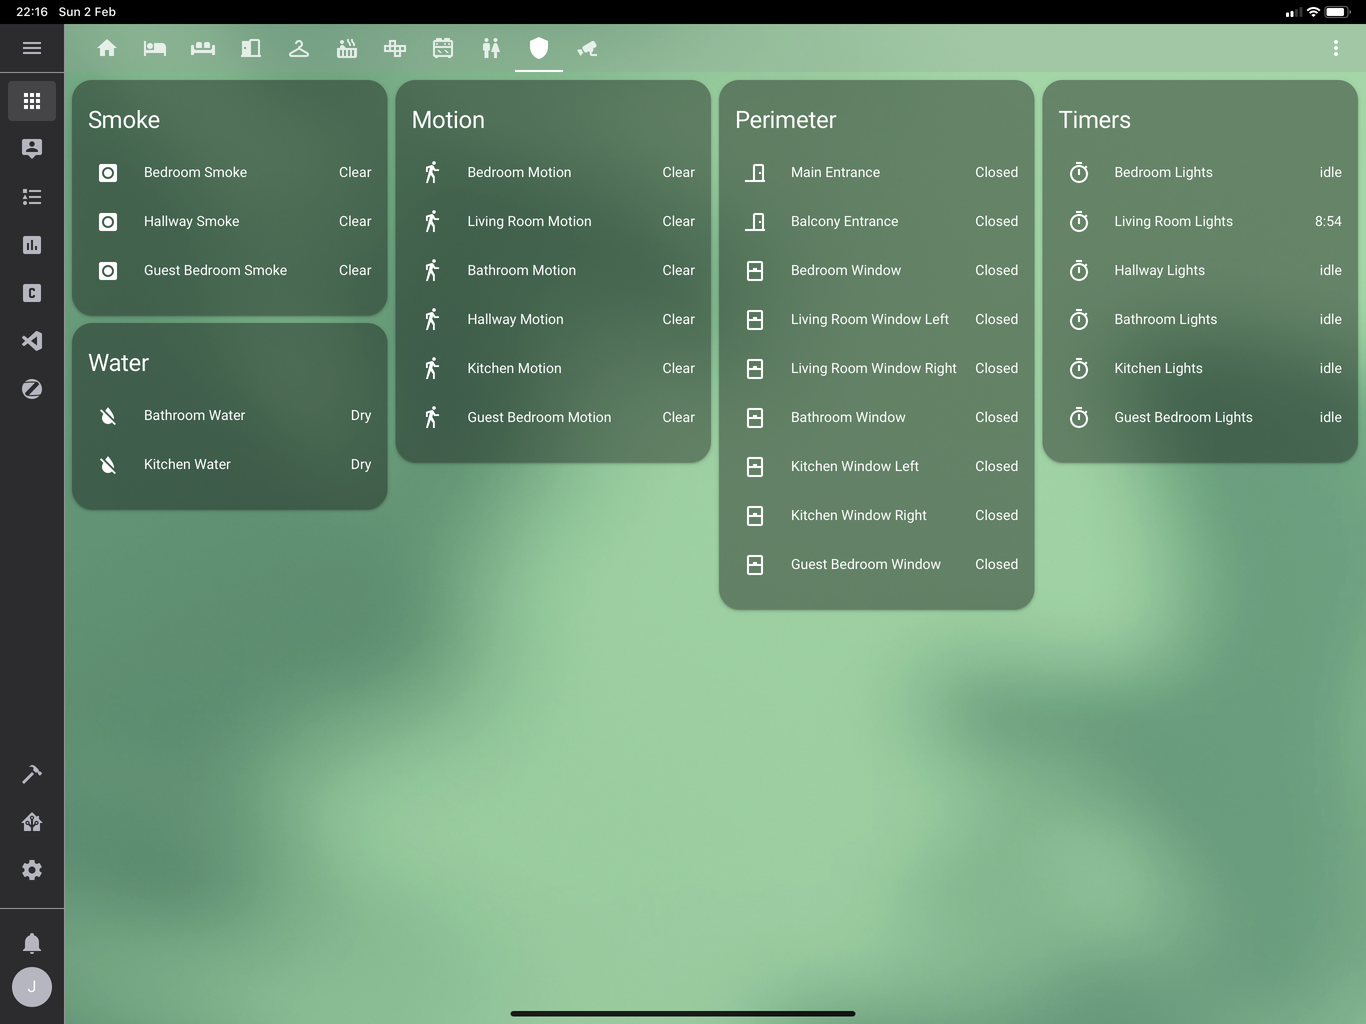 22:16 Sun 2 Feb
Smoke
Bedroom Smoke Clear
Hallway Smoke Clear
Guest Bedroom Smoke Clear
Water
Bathroom Water Dry
Kitchen Water Dry
Motion
Bedroom Motion Clear
Living Room Motion Clear
Bathroom Motion Clear
Hallway Motion Clear
Kitchen Motion Clear
Guest Bedroom Motion Clear
Perimeter
Main Entrance Closed
Balcony Entrance Closed
Bedroom Window Closed
Living Room Window Left Closed
Living Room Window Right Closed
Bathroom Window Closed
Kitchen Window Left Closed
Kitchen Window Right Closed
Guest Bedroom Window Closed
Timers
Bedroom Lights idle
Living Room Lights 8:54
Hallway Lights idle
Bathroom Lights idle
Kitchen Lights idle
Guest Bedroom Lights idle
C
J